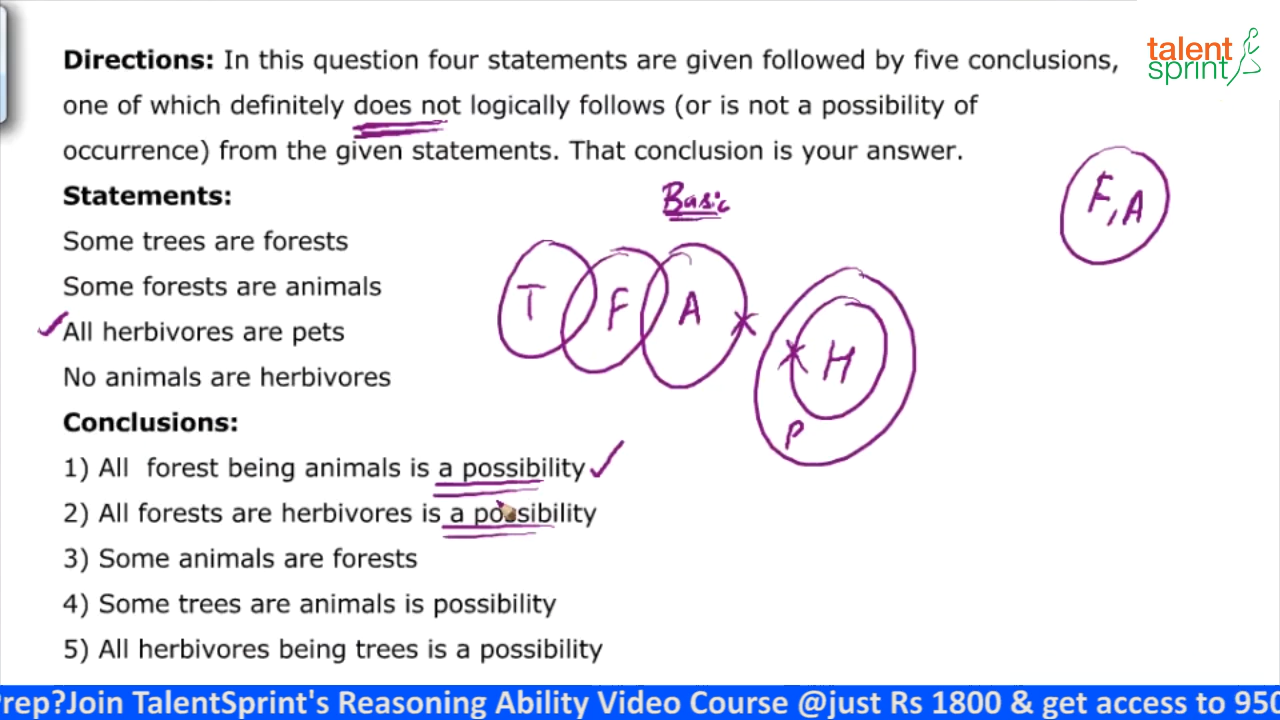 talent
sprint
Directions: In this question four statements are given followed by five conclusions,
one of which definitely does not logically follows (or is not a possibility of
occurrence) from the given statements. That conclusion is your answer.
Statements:
Basic
F, A
Some trees are forests
Some forests are animals
All herbivores are pets
No animals are herbivores
T F A H
P
Conclusions:
1) All forest being animals is a possibility
2) All forests are herbivores is a possibility
3) Some animals are forests
4) Some trees are animals is possibility
5) All herbivores being trees is a possibility
Prep?Join TalentSprint's Reasoning Ability Video Course @just Rs 1800 & get access to 950